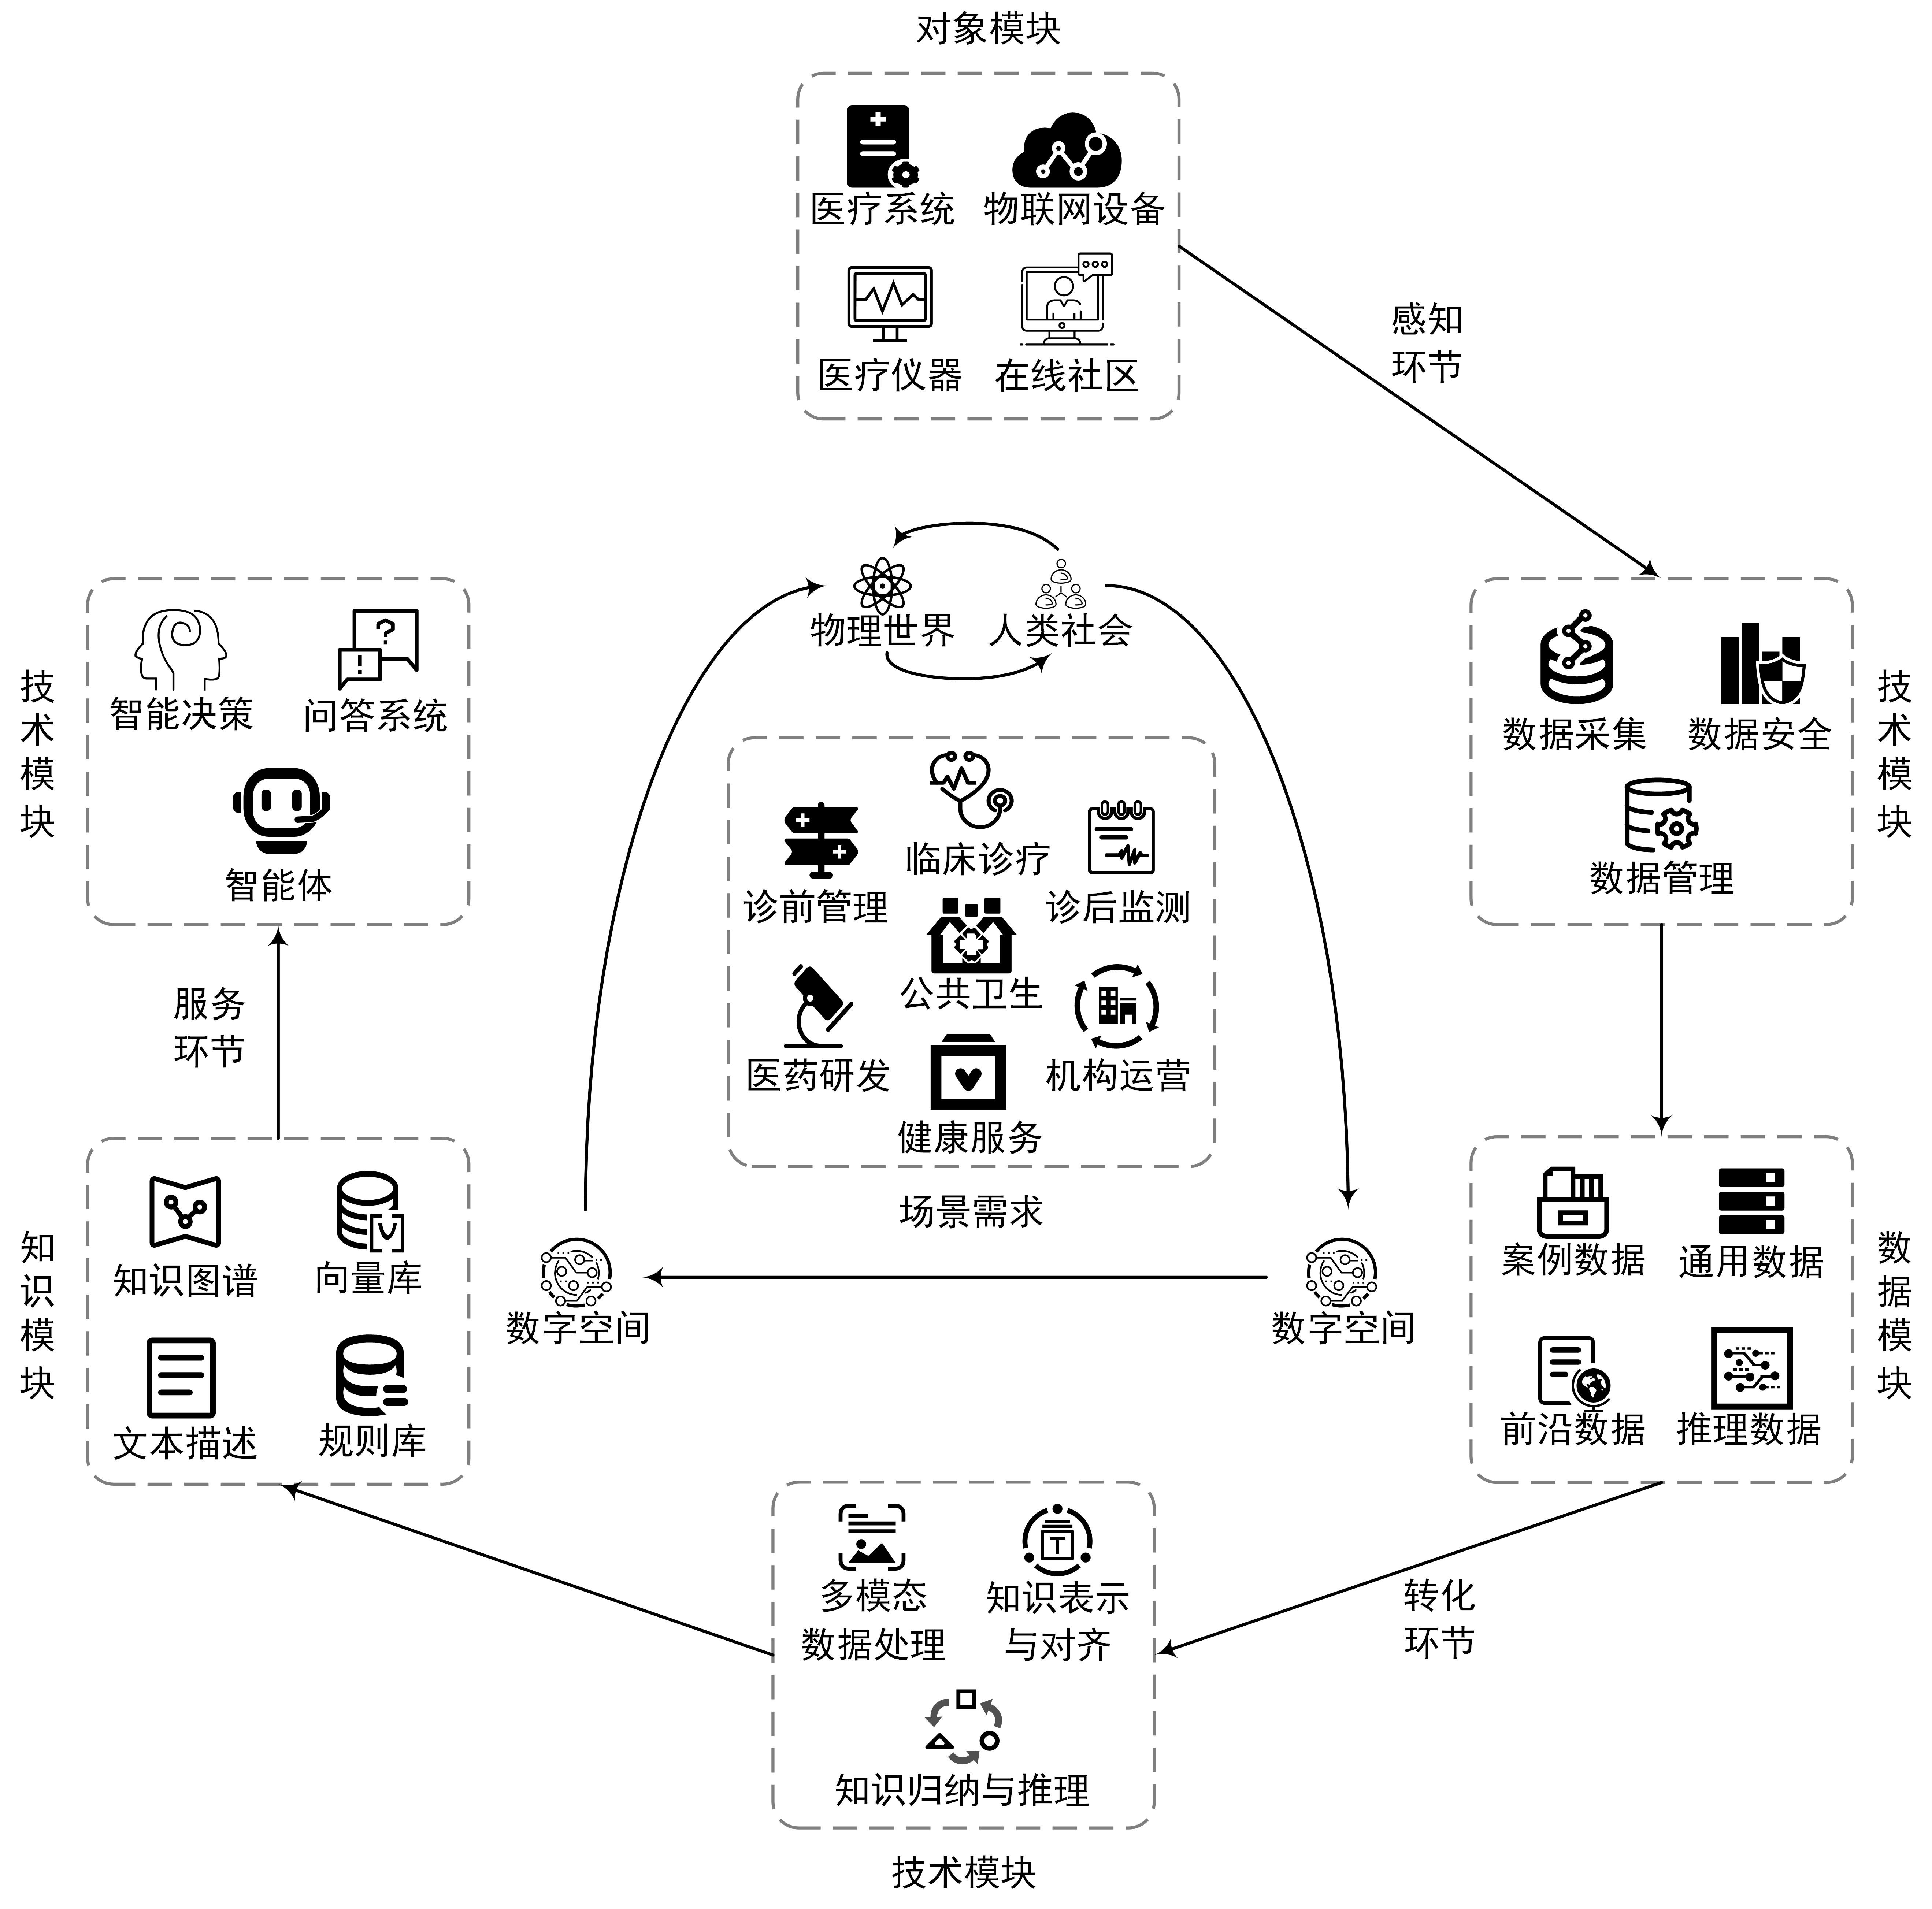 对象模块
医疗系统
物联网设备
医疗仪器
在线社区
感知
环节
物理世界
人类社会
技术模块
智能决策
问答系统
智能体
技术模块
数据采集
数据安全
数据管理
临床诊疗
诊前管理
诊后监测
公共卫生
医药研发
机构运营
健康服务
场景需求
服务
环节
知识模块
知识图谱
向量库
文本描述
规则库
数字空间
数字空间
数据模块
案例数据
通用数据
前沿数据
推理数据
转化
环节
多模态
数据处理
知识表示
与对齐
知识归纳与推理
技术模块